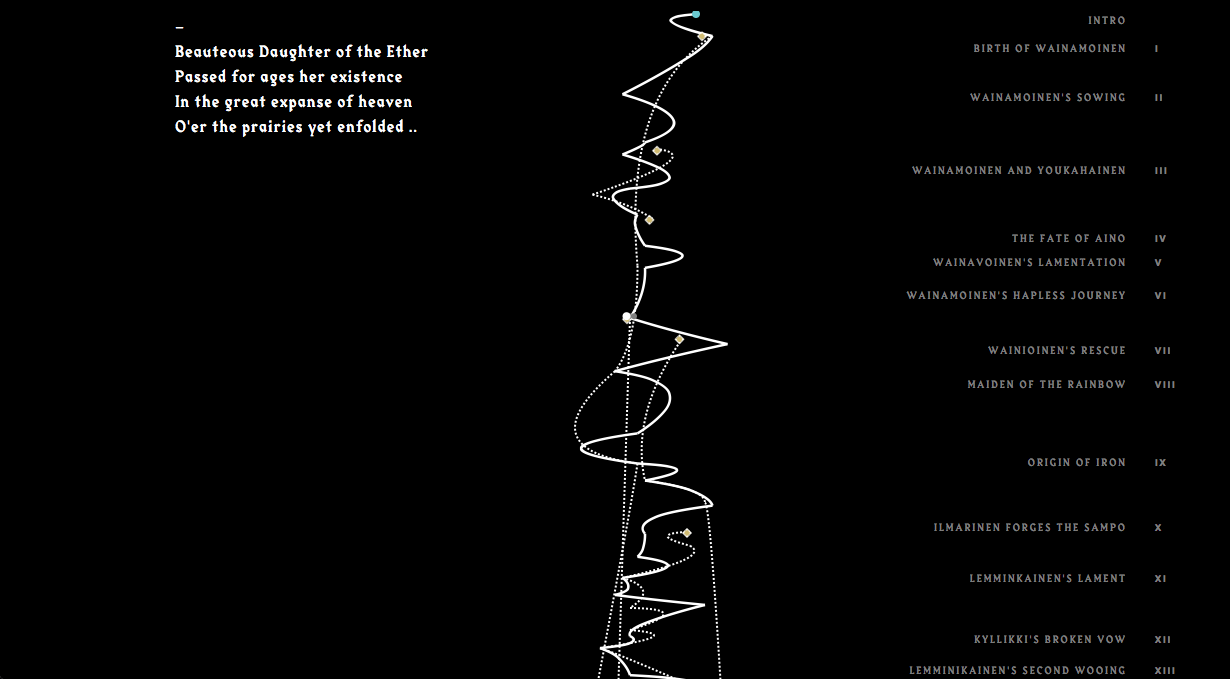 –
Beauteous Daughter of the Ether
Passed for ages her existence
In the great expanse of heaven
O'er the prairies yet enfolded ..
INTRO
BIRTH OF WAINAMOINEN I
WAINAMOINEN'S SOWING II
WAINAMOINEN AND YOUKAHAINEN III
THE FATE OF AINO IV
WAINAVOINEN'S LAMENTATION V
WAINAMOINEN'S HAPLESS JOURNEY VI
WAINIOINEN'S RESCUE VII
MAIDEN OF THE RAINBOW VIII
ORIGIN OF IRON IX
ILMARINEN FORGES THE SAMPO X
LEMMINKAINEN'S LAMENT XI
KYLLIKKI'S BROKEN VOW XII
LEMMINIKAINEN'S SECOND WOOING XIII